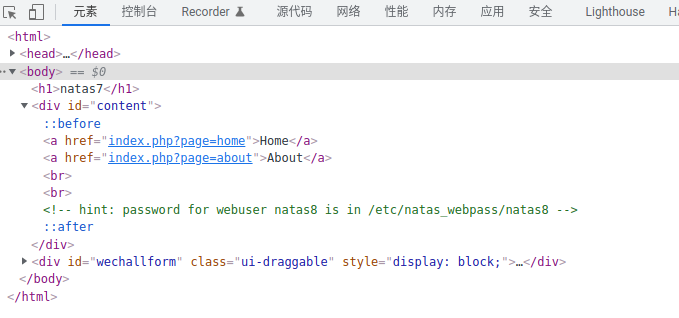 元素 控制台 Recorder 源代码 网络 性能 内存 应用 安全 Lighthouse Ha
<html>
<head>…</head>
<body> == $0
<h1>natas7</h1>
<div id="content">
::before
<a href="index.php?page=home">Home</a>
<a href="index.php?page=about">About</a>
<br>
<br>
<!-- hint: password for webuser natas8 is in /etc/natas_webpass/natas8 -->
::after
</div>
<div id="wechallform" class="ui-draggable" style="display: block;">…</div>
</body>
</html>